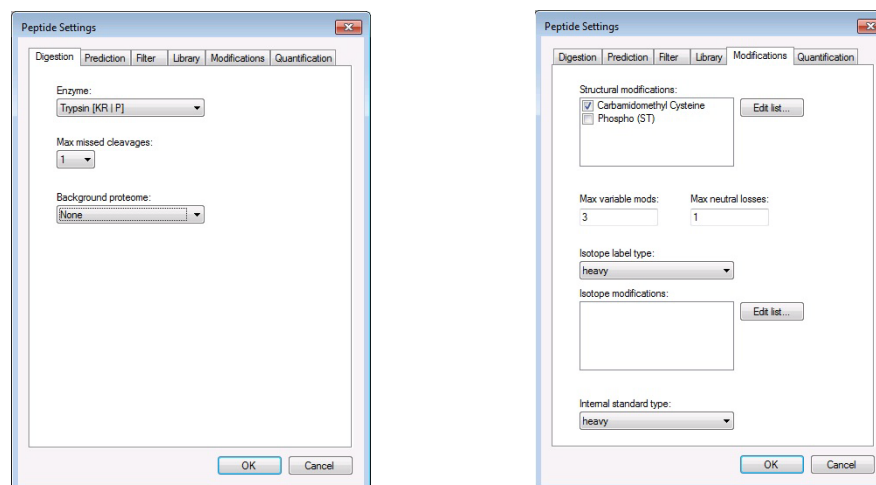 Peptide Settings
Digestion Prediction Filter Library Modifications Quantification
Enzyme:
Trypsin [KR | P]
Max missed cleavages:
1
Background proteome:
None
OK Cancel
Peptide Settings
Digestion Prediction Filter Library Modifications Quantification
Structural modifications:
Carbamidomethyl Cysteine
Phospho (ST)
Edit list...
Max variable mods: Max neutral losses:
3 1
Isotope label type:
heavy
Isotope modifications:
Edit list...
Internal standard type:
heavy
OK Cancel